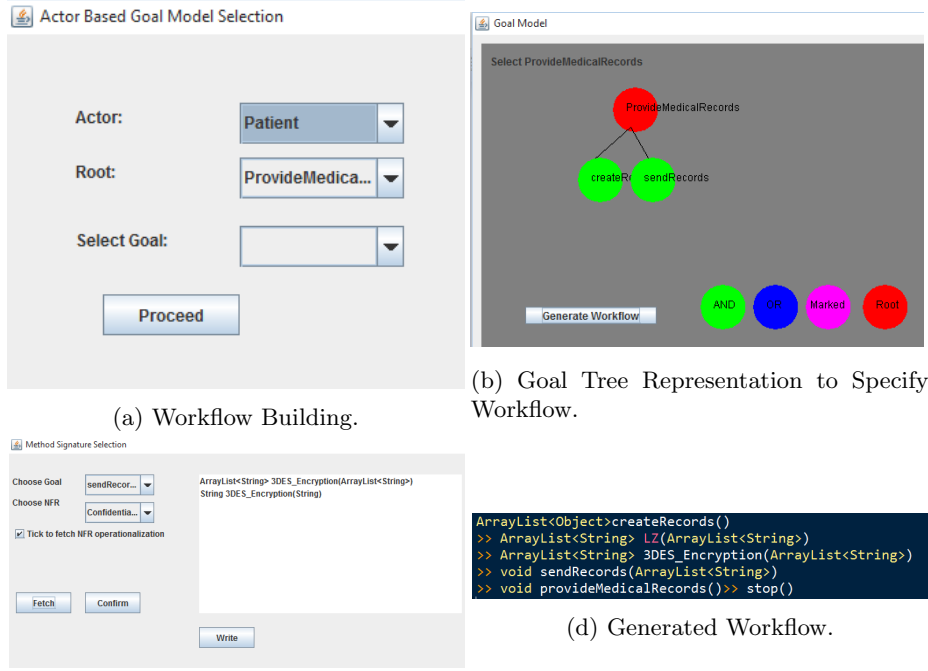 Actor Based Goal Model Selection
Actor:
Patient
Root:
ProvideMedica...
Select Goal:
Proceed
(a) Workflow Building.
Goal Model
Select ProvideMedicalRecords
ProvideMedicalRecords
createRe
sendRecords
AND
OR
Marked
Root
Generate Workflow
(b) Goal Tree Representation to Specify
Workflow.
Method Signature Selection
Choose Goal
sendRecor...
Choose NFR
Confidentia...
Tick to fetch NFR operationalization
ArrayList<String> 3DES_Encryption(ArrayList<String>)
String 3DES_Encryption(String)
Fetch
Confirm
Write
ArrayList<Object>createRecords()
>> ArrayList<String> LZ(ArrayList<String>)
>> ArrayList<String> 3DES_Encryption(ArrayList<String>)
>> void sendRecords(ArrayList<String>)
>> void provideMedicalRecords()>> stop()
(d) Generated Workflow.